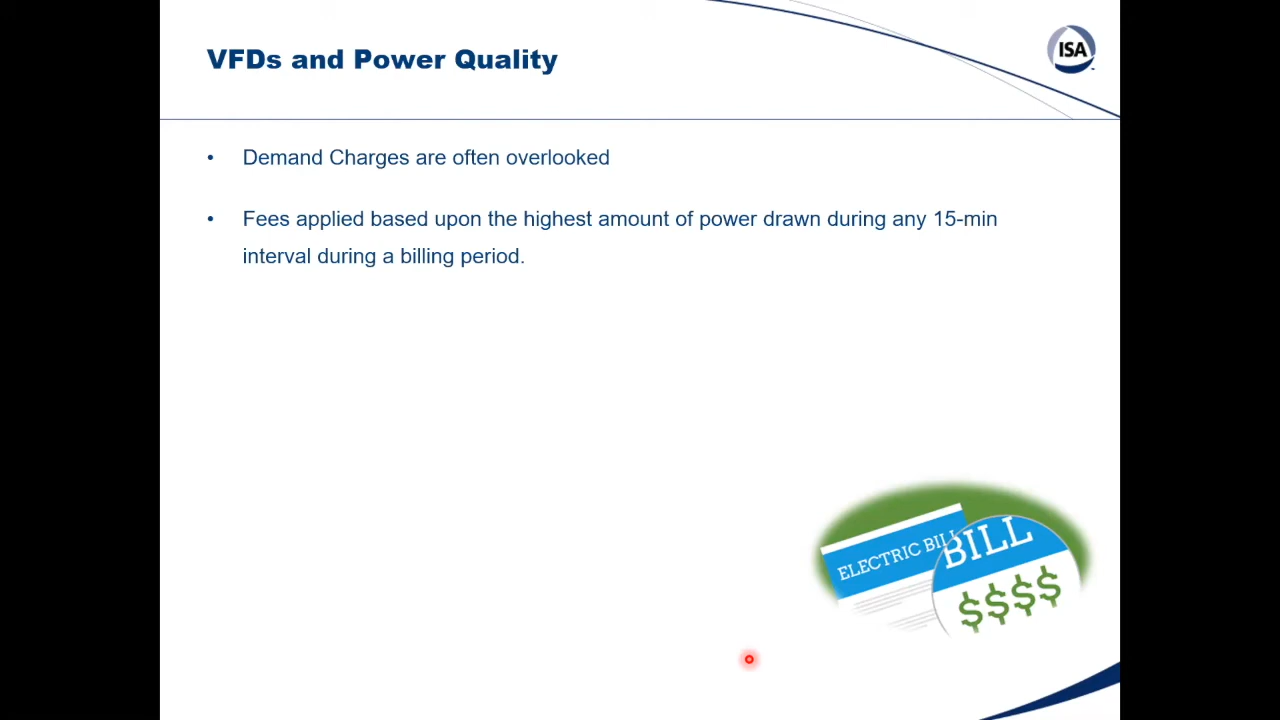 VFDs and Power Quality
ISA
• Demand Charges are often overlooked
• Fees applied based upon the highest amount of power drawn during any 15-min
interval during a billing period.
ELECTRIC BILL
BILL
$$$$